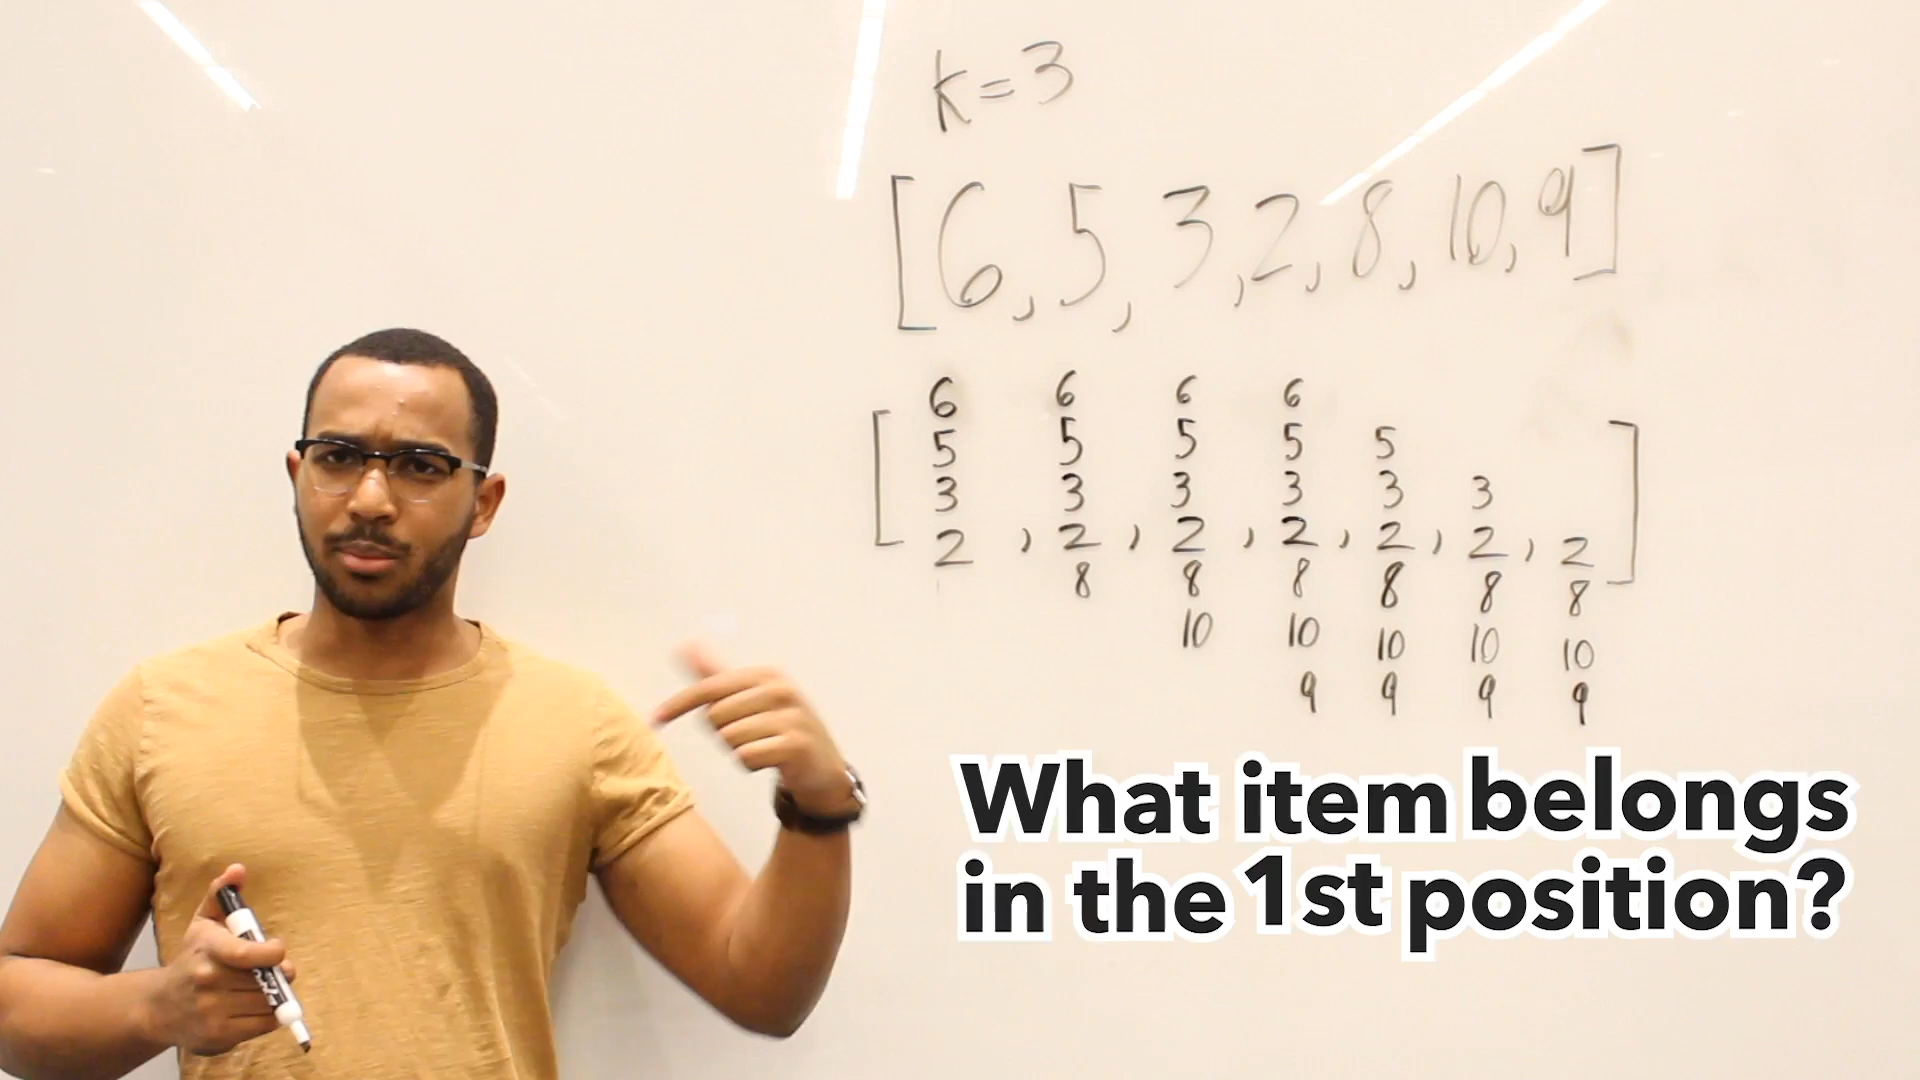 k=3
[6, 5, 3, 2, 8, 10, 9]
[ 6 6 6 6
5 5 5 5 5
3 3 3 3 3 3
2 , 2 , 2 , 2 , 2 , 2 , 2 ]
8 8 8 8 8 8
10 10 10 10 10
9 9 9 9
What item belongs
in the 1st position?